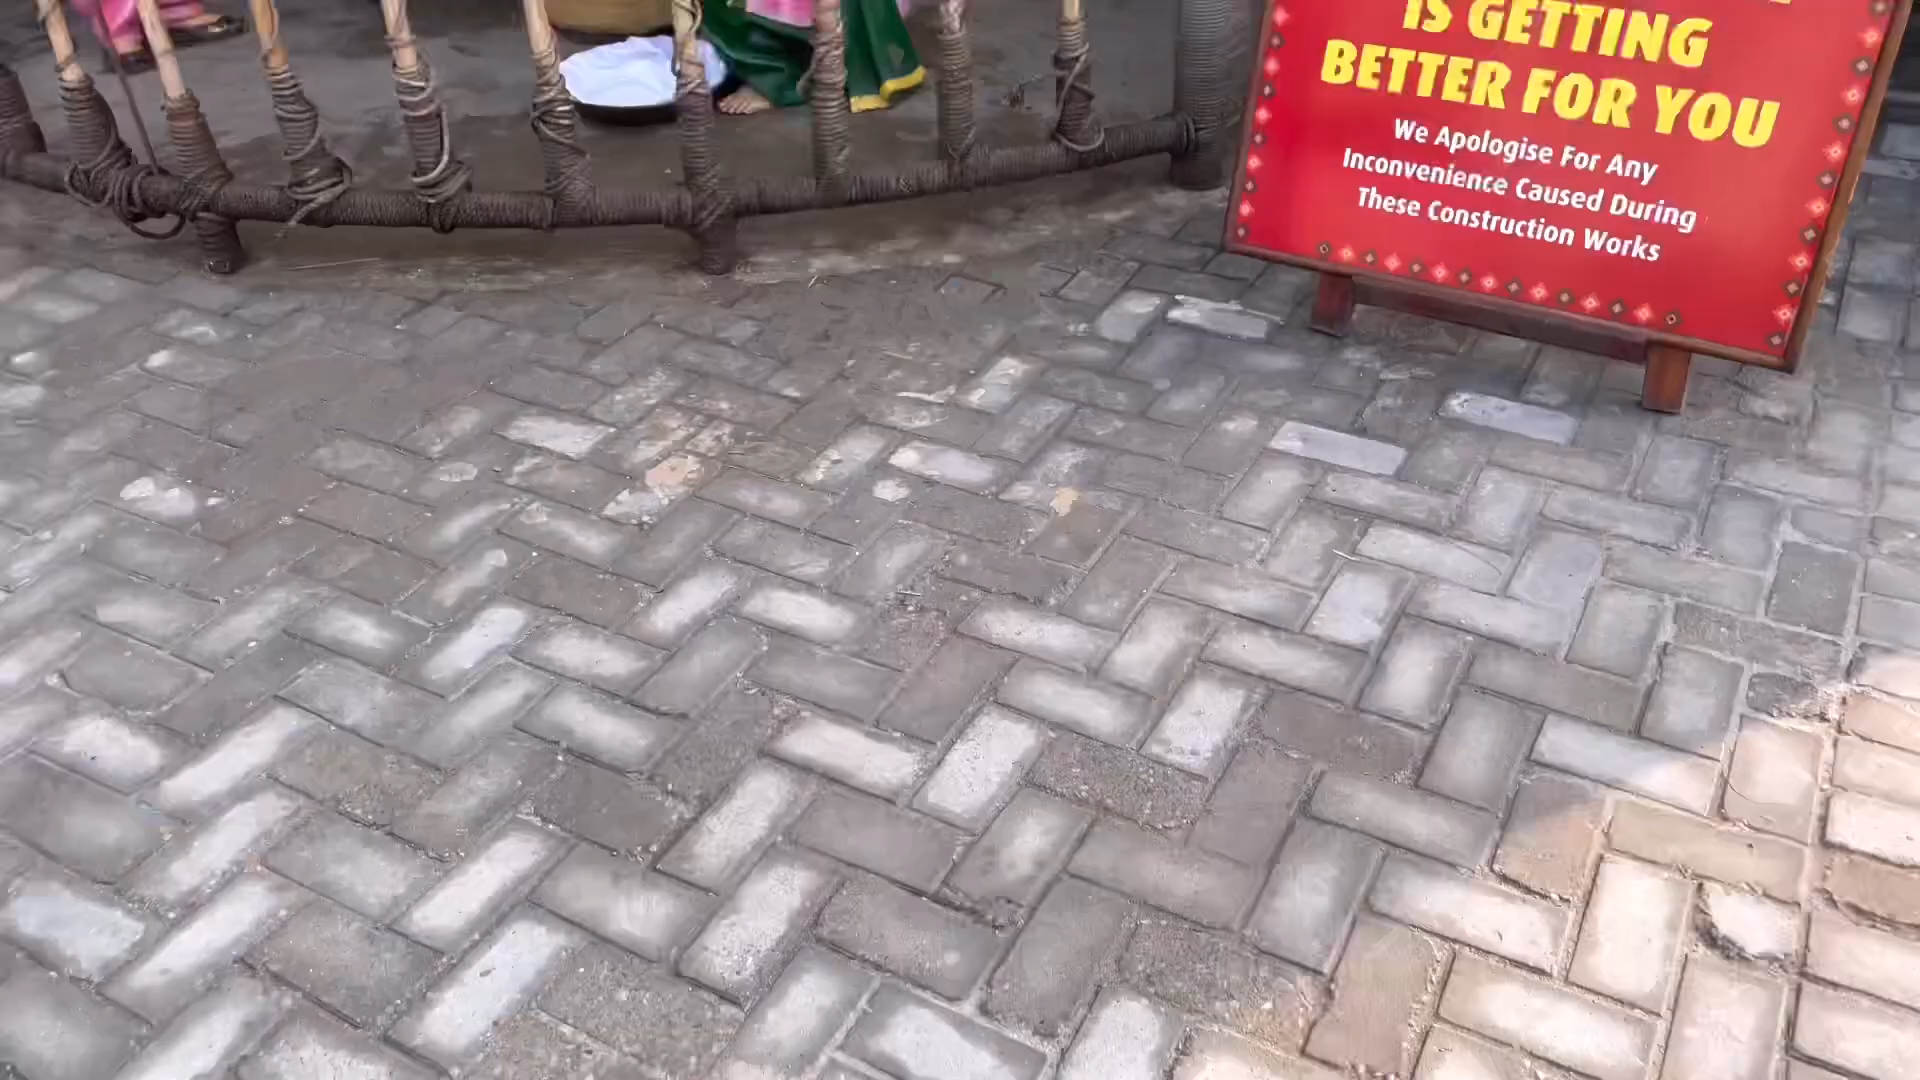 IS GETTING
BETTER FOR YOU
We Apologise For Any
Inconvenience Caused During
These Construction Works